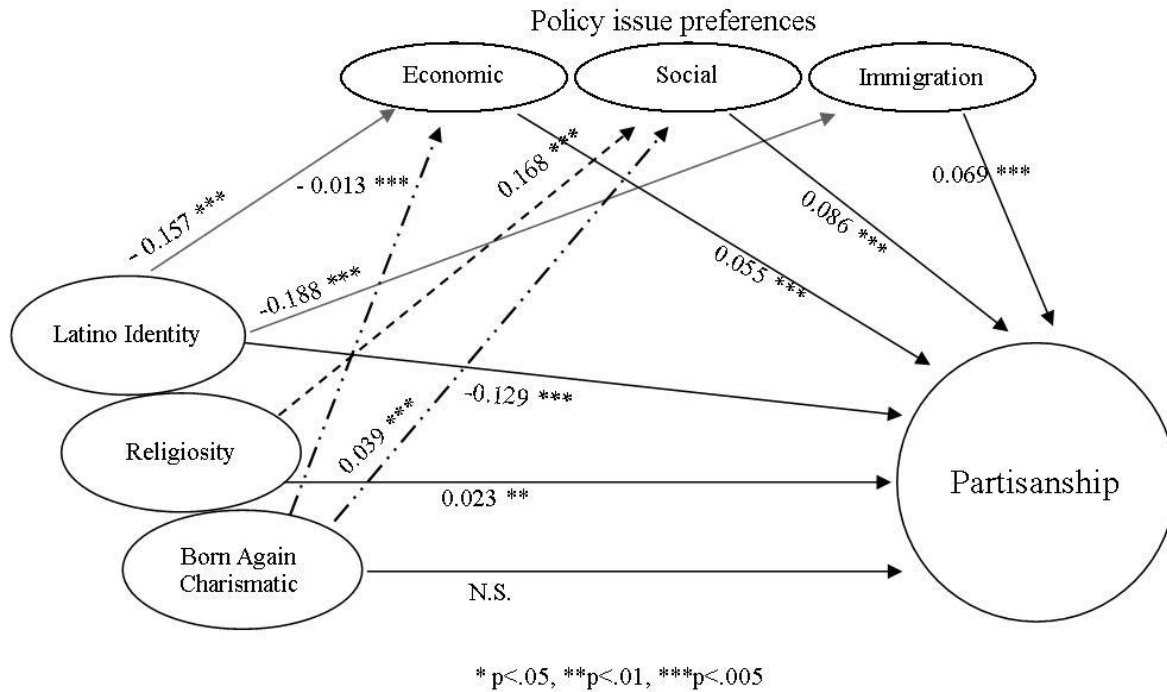 Policy issue preferences
Economic
Social
Immigration
- 0.157 ***
- 0.013 ***
0.168 ***
0.069 ***
0.086 ***
0.055 ***
-0.188 ***
Latino Identity
-0.129 ***
0.039 ***
Religiosity
0.023 **
Partisanship
Born Again
Charismatic
N.S.
* p<.05, **p<.01, ***p<.005